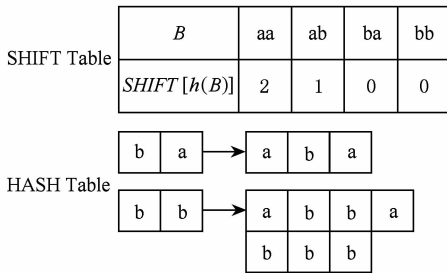 SHIFT Table
B aa ab ba bb
SHIFT [h(B)] 2 1 0 0
HASH Table
b a a b a
b b a b b a
b b b